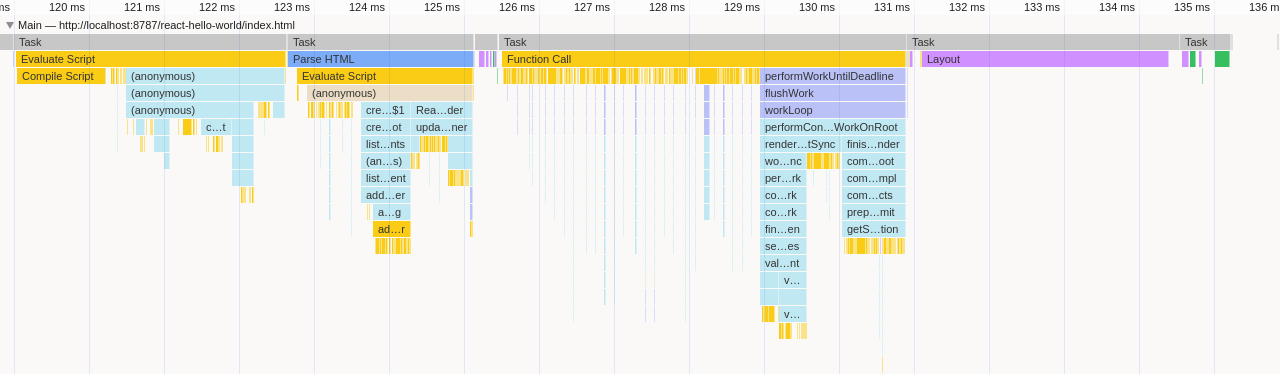 ms 120 ms 121 ms 122 ms 123 ms 124 ms 125 ms 126 ms 127 ms 128 ms 129 ms 130 ms 131 ms 132 ms 133 ms 134 ms 135 ms 136 m
Main — http://localhost:8787/react-hello-world/index.html
Task Task Task Task Task
Evaluate Script Parse HTML Function Call Layout
Compile Script (anonymous) Evaluate Script performWorkUntilDeadline
(anonymous) (anonymous) flushWork
(anonymous) cre…$1 Rea…der workLoop
c…t cre…ot upda…ner performCon…WorkOnRoot
list…nts render…tSync finis…nder
(an…s) wo…nc com…oot
list…ent per…rk com…mpl
add…er co…rk com…cts
a…g co…rk prep…mit
ad…r fin…en getS…tion
se…es
val…nt
v…
v…